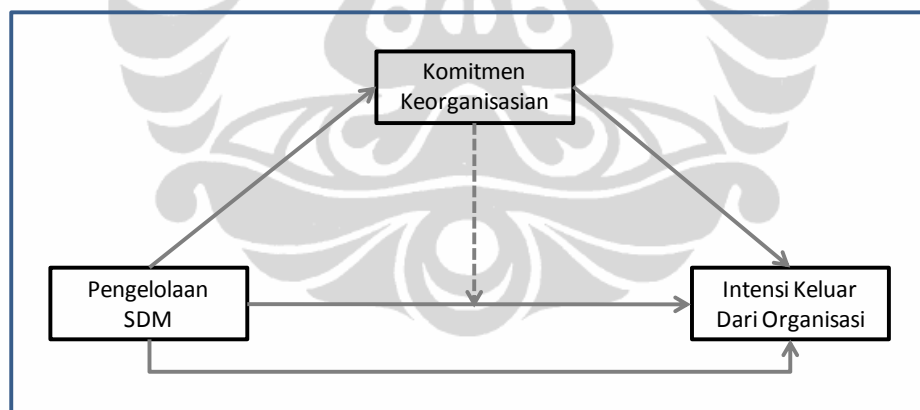 Komitmen
Keorganisasian
Pengelolaan
SDM
Intensi Keluar
Dari Organisasi